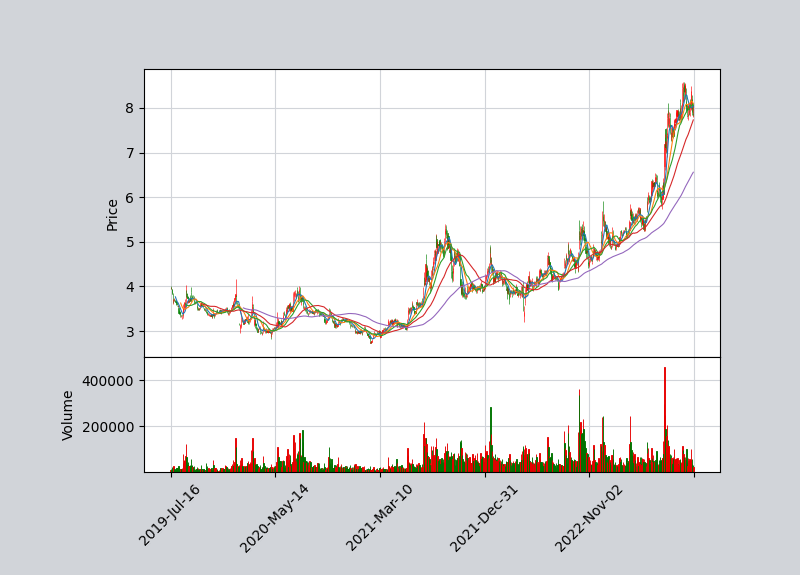 Price
8
7
6
5
4
3
Volume
400000
200000
2019-Jul-16
2020-May-14
2021-Mar-10
2021-Dec-31
2022-Nov-02